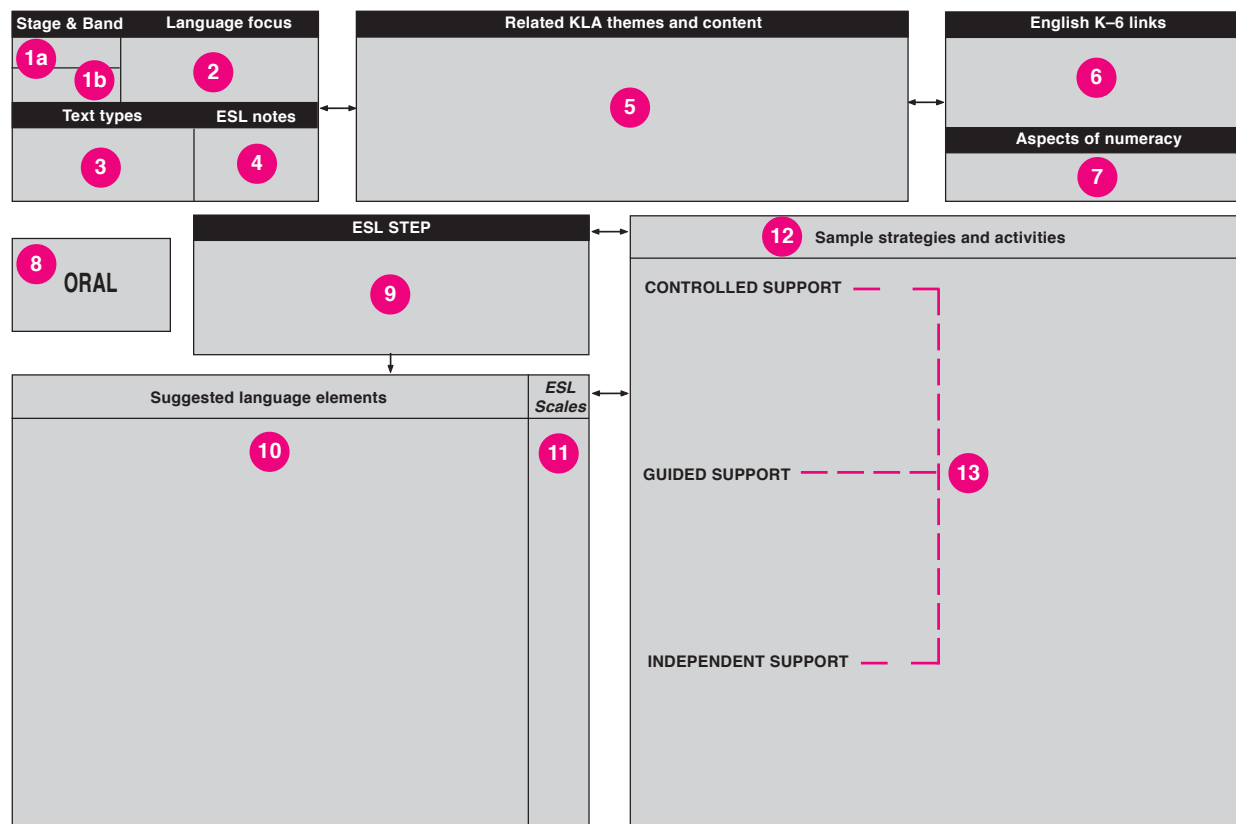 Stage & Band
Language focus
Related KLA themes and content
English K–6 links
1a
1b
2
5
6
Text types
ESL notes
3
4
Aspects of numeracy
7
8
ORAL
ESL STEP
9
12
Sample strategies and activities
CONTROLLED SUPPORT
Suggested language elements
ESL
Scales
10
11
GUIDED SUPPORT
13
INDEPENDENT SUPPORT